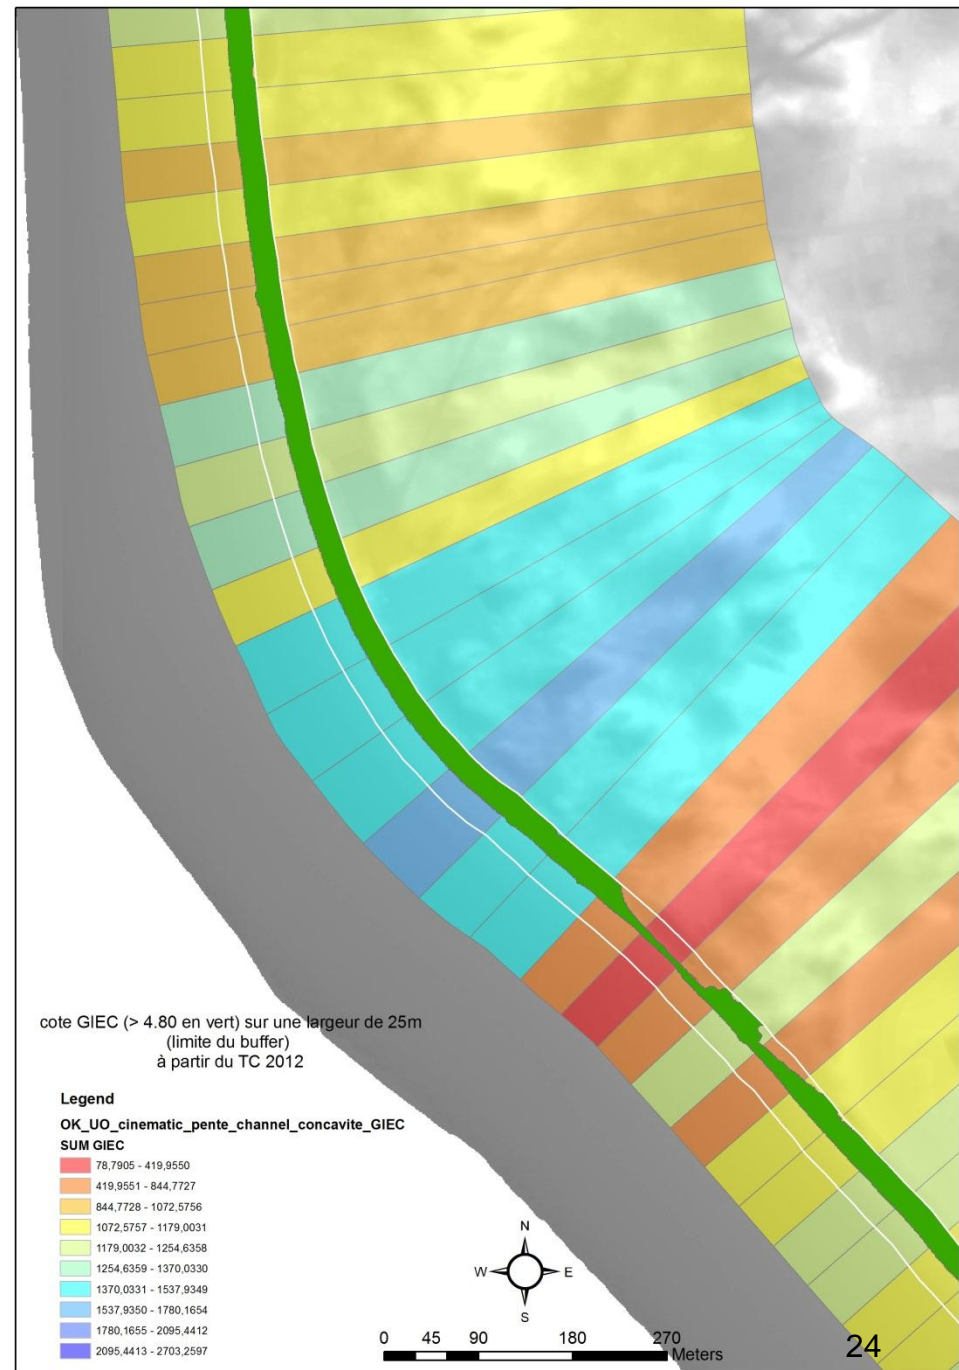 cote GIEC (> 4.80 en vert) sur une largeur de 25m
(limite du buffer)
à partir du TC 2012
Legend
OK_UO_cinematic_pente_channel_concavite_GIEC
SUM GIEC
78,7905 - 419,9550
419,9551 - 844,7727
844,7728 - 1072,5756
1072,5757 - 1179,0031
1179,0032 - 1254,6358
1254,6359 - 1370,0330
1370,0331 - 1537,9349
1537,9350 - 1780,1654
1780,1655 - 2095,4412
2095,4413 - 2703,2597
N
W E
S
0 45 90 180 270
Meters
24